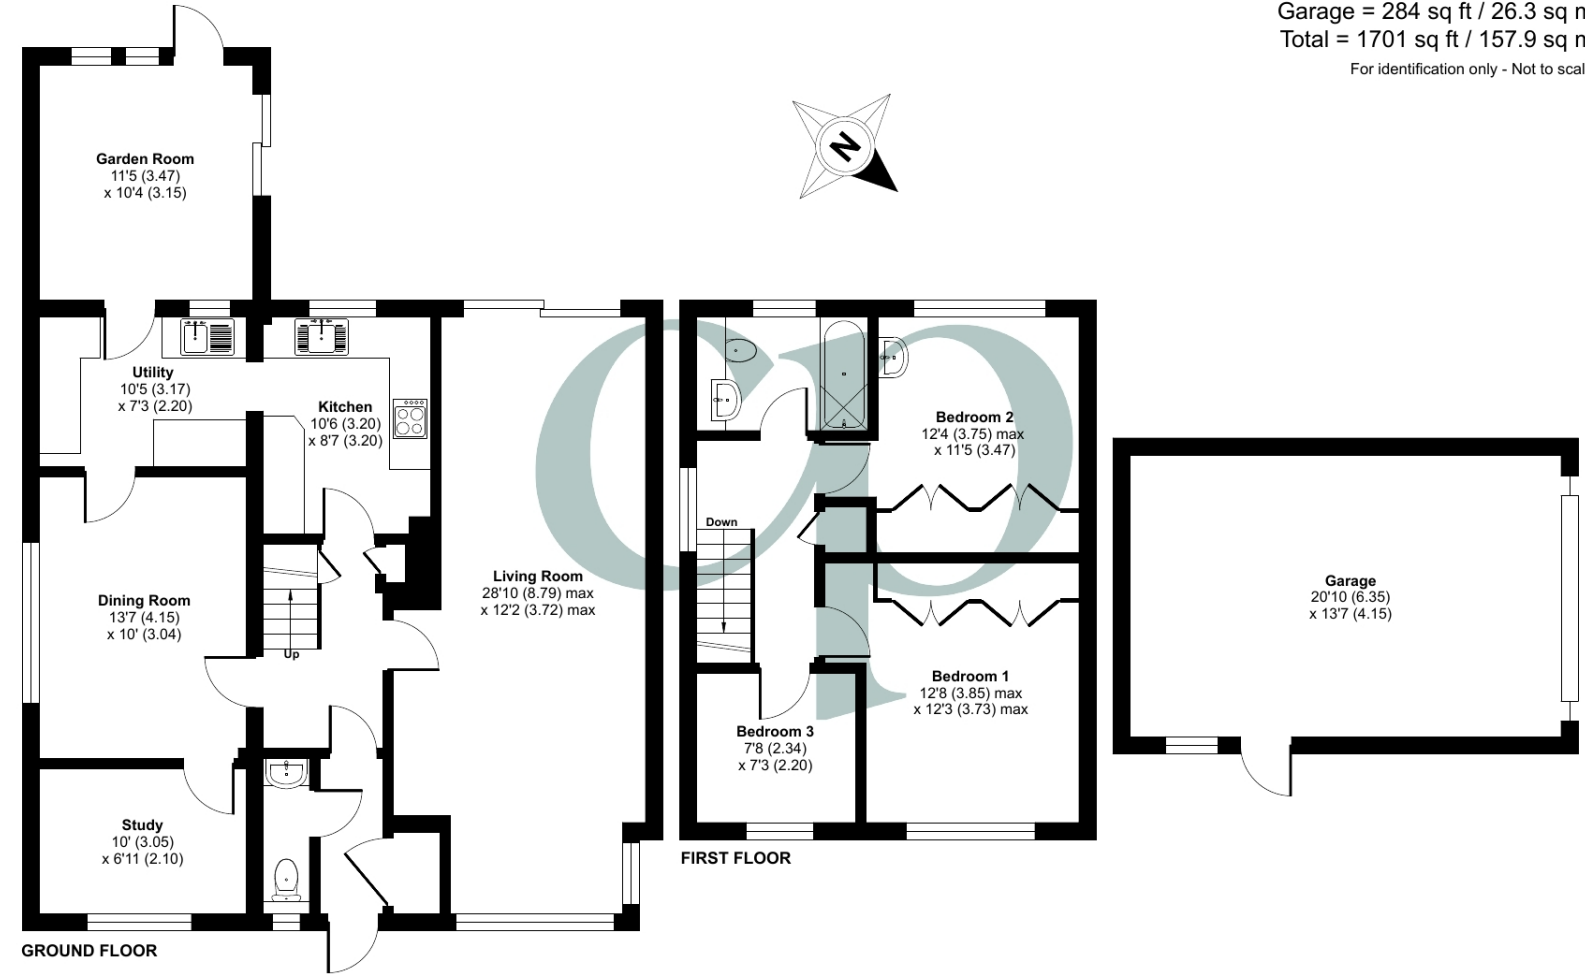 Garage = 284 sq ft / 26.3 sq m
Total = 1701 sq ft / 157.9 sq m
For identification only - Not to scal
N
Garden Room
11'5 (3.47)
x 10'4 (3.15)
Utility
10'5 (3.17)
x 7'3 (2.20)
Kitchen
10'6 (3.20)
x 8'7 (3.20)
Living Room
28'10 (8.79) max
x 12'2 (3.72) max
Dining Room
13'7 (4.15)
x 10' (3.04)
Up
Study
10' (3.05)
x 6'11 (2.10)
GROUND FLOOR
Bedroom 2
12'4 (3.75) max
x 11'5 (3.47)
Down
Bedroom 1
12'8 (3.85) max
x 12'3 (3.73) max
Bedroom 3
7'8 (2.34)
x 7'3 (2.20)
FIRST FLOOR
Garage
20'10 (6.35)
x 13'7 (4.15)
CP